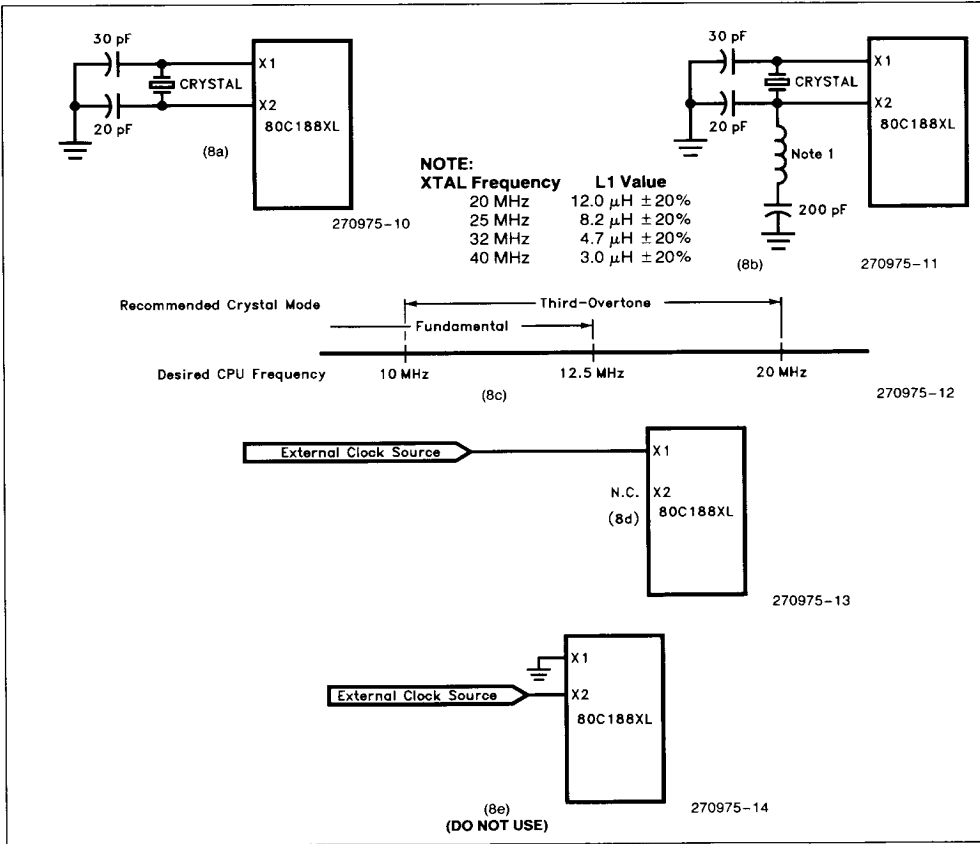 30 pF
X1
CRYSTAL
X2
20 pF
80C188XL
(8a)
270975-10
30 pF
X1
CRYSTAL
X2
20 pF
80C188XL
Note 1
200 pF
(8b)
270975-11
NOTE:
XTAL Frequency L1 Value
20 MHz 12.0 μH ±20%
25 MHz 8.2 μH ±20%
32 MHz 4.7 μH ±20%
40 MHz 3.0 μH ±20%
Recommended Crystal Mode
Third-Overtone
Fundamental
Desired CPU Frequency
10 MHz 12.5 MHz 20 MHz
(8c)
270975-12
External Clock Source
X1
N.C. X2
(8d) 80C188XL
270975-13
X1
External Clock Source
X2
80C188XL
(8e)
270975-14
(DO NOT USE)